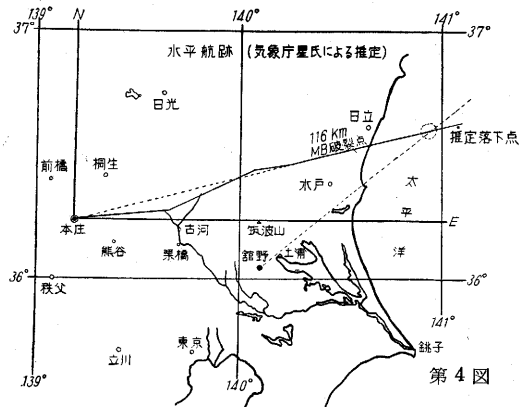 139°
N
140°
141°
37°
37°
水平航跡 (気象庁星氏による推定)
日光
日立
116 km
MB破裂点
推定落下点
前橋
桐生
水戸
太平洋
本庄
古河
筑波山
E
熊谷
栗橋
舘野
土浦
36°
36°
秩父
141°
東京
立川
銚子
139°
140°
第4図